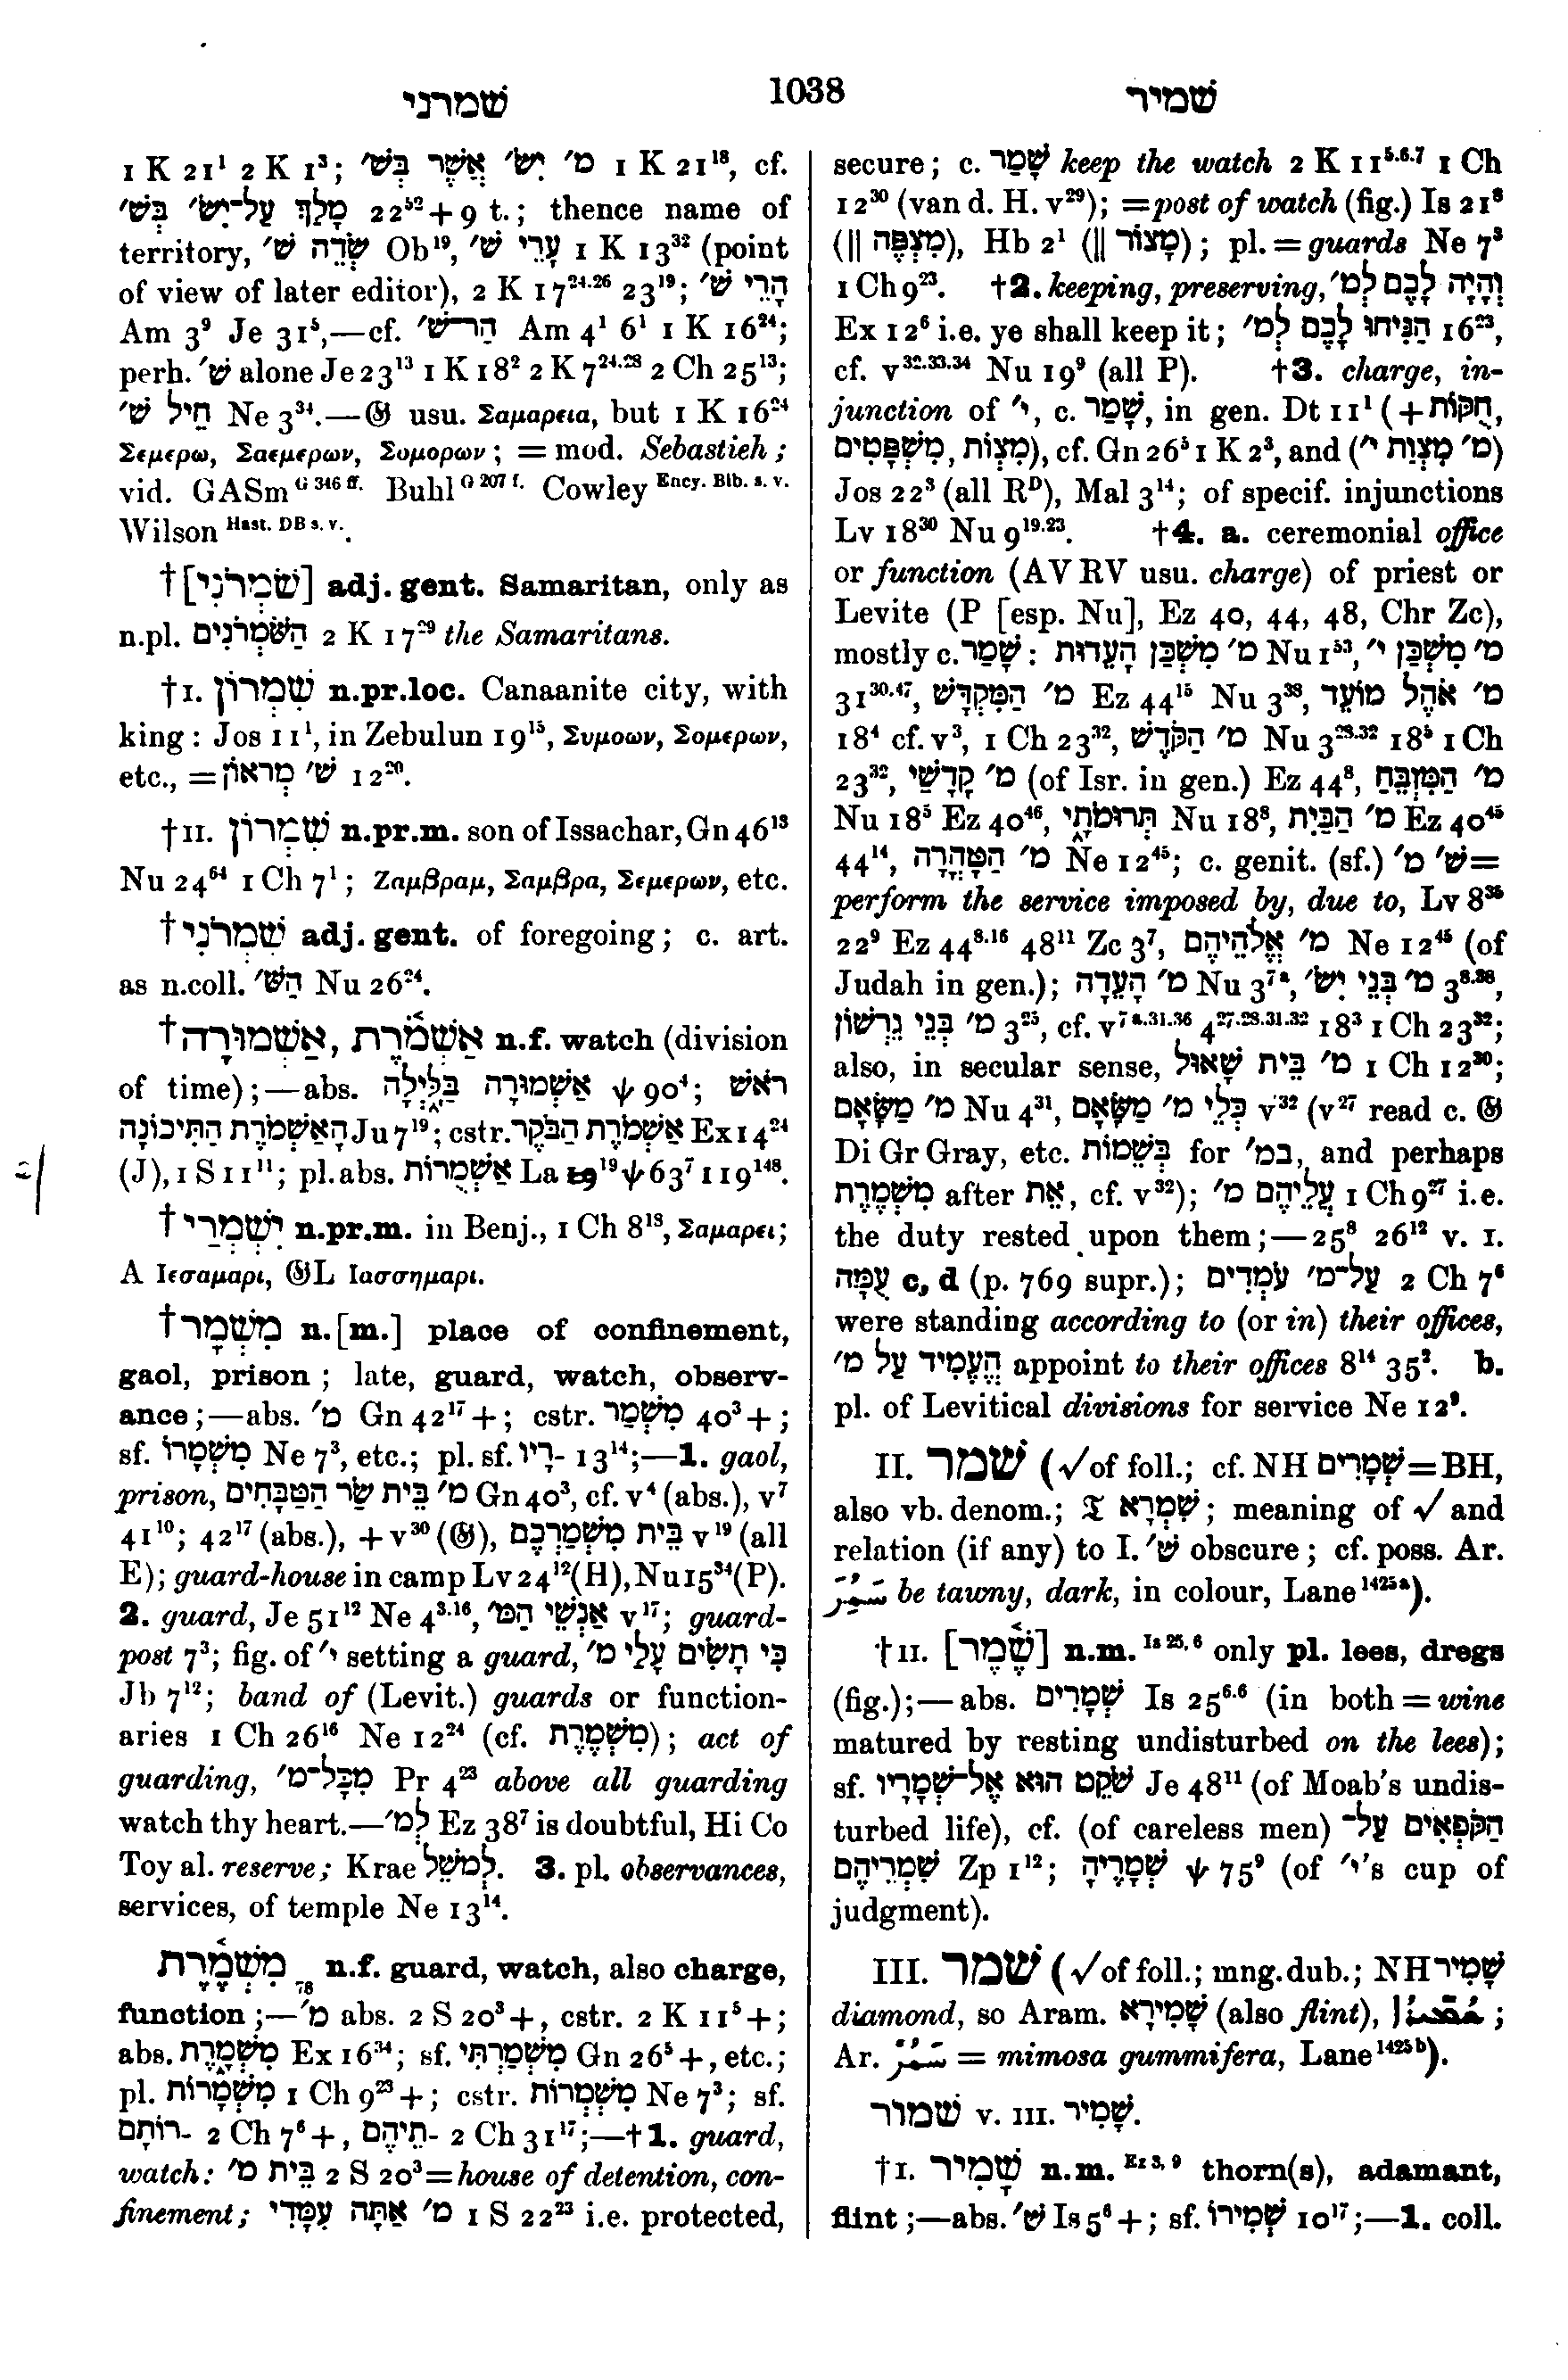 שמרני 1038 שמיר
1 K 21¹ 2 K 1³; מ׳ יִשׂ׳ אֲשֶׁר בְּשׁ׳ 1 K 21¹⁸, cf.
מָלַךְ עַל־יִשׂ׳ בְּשׁ׳ 22⁵²+9 t.; thence name of
territory, שְׂדֵה שׁ׳ Ob¹⁹, עָרֵי שׁ׳ 1 K 13³² (point
of view of later editor), 2 K 17²⁴·²⁶ 23¹⁹; הָרֵי שׁ׳
Am 3⁹ Je 31⁵,—cf. הַר־שׁ׳ Am 4¹ 6¹ 1 K 16²⁴;
perh. שׁ׳ alone Je 23¹³ 1 K 18² 2 K 7²⁴·²⁸ 2 Ch 25¹³;
חֵיל שׁ׳ Ne 3³⁴.—𝔊 usu. Σαμαρεια, but 1 K 16²⁴
Σεμερω, Σαεμερων, Σομορων; = mod. Sebastieh;
vid. GASm G 346 ff. Buhl G 207 f. Cowley Ency. Bib. s. v.
Wilson Hast. DB s. v.
†[שֹׁמְרֹנִי] adj. gent. Samaritan, only as
n.pl. הַשֹּׁמְרֹנִים 2 K 17²⁹ the Samaritans.
†I. שִׁמְרוֹן n.pr.loc. Canaanite city, with
king: Jos 11¹, in Zebulun 19¹⁵, Συμοων, Σομερων,
etc., = שׁ׳ מְראוֹן 12²⁰.
†II. שִׁמְרוֹן n.pr.m. son of Issachar, Gn 46¹³
Nu 24⁶⁴ 1 Ch 7¹; Ζαμβραμ, Σαμβρα, Σεμερων, etc.
†שִׁמְרֹנִי adj. gent. of foregoing; c. art.
as n.coll. הַשּׁ׳ Nu 26²⁴.
†אַשְׁמֹ֫רֶת, אַשְׁמוּרָה n.f. watch (division
of time);—abs. אַשְׁמוּרָה בַלָּ֑יְלָה ψ 90⁴; רֹאשׁ
הָאַשְׁמֹרֶת הַתִּיכוֹנָה Ju 7¹⁹; cstr. אַשְׁמֹרֶת הַבֹּקֶר Ex 14²⁴
(J), 1 S 11¹¹; pl. abs. אַשְׁמֻרוֹת La 19¹⁹ ψ 63⁷ 119¹⁴⁸.
†יִשְׁמְרַי n.pr.m. in Benj., 1 Ch 8¹⁸, Σαμαρει;
A Ιεσαμαρι, 𝔊L Ιασσημαρι.
†מִשְׁמָר n.[m.] place of confinement,
gaol, prison; late, guard, watch, observ-
ance;—abs. מ׳ Gn 42¹⁷+; cstr. מִשְׁמַר 40³+;
sf. מִשְׁמָרוֹ Ne 7³, etc.; pl. sf. ־רָיו 13¹⁴;—1. gaol,
prison, מ׳ בֵּית שַׂר הַטַּבָּחִים Gn 40³, cf. v⁴ (abs.), v⁷
41¹⁰; 42¹⁷ (abs.), + v³⁰ (𝔊), בֵּית מִשְׁמַרְכֶם v¹⁹ (all
E); guard-house in camp Lv 24¹² (H), Nu 15³⁴ (P).
2. guard, Je 51¹² Ne 4³·¹⁶, אַנְשֵׁי הַמּ׳ v¹⁷; guard-
post 7³; fig. of י׳ setting a guard, כִּי תָשִׂים עָלַי מ׳
Jb 7¹²; band of (Levit.) guards or function-
aries 1 Ch 26¹⁶ Ne 12²⁴ (cf. מִשְׁמֶרֶת); act of
guarding, מִכָּל־מ׳ Pr 4²³ above all guarding
watch thy heart.—לְמ׳ Ez 38⁷ is doubtful, Hi Co
Toy al. reserve; Krae לְמֹשֵׁל. 3. pl. observances,
services, of temple Ne 13¹⁴.
מִשְׁמֶ֫רֶת₇₈ n.f. guard, watch, also charge,
function;—מ׳ abs. 2 S 20³+, cstr. 2 K 11⁵+;
abs. מִשְׁמָ֑רֶת Ex 16³⁴; sf. מִשְׁמַרְתִּי Gn 26⁵+, etc.;
pl. מִשְׁמָרוֹת 1 Ch 9²³+; cstr. מִשְׁמְרוֹת Ne 7³; sf.
־רוֹתָם 2 Ch 7⁶+, ־תֵיהֶם 2 Ch 31¹⁷;—†1. guard,
watch: בֵּית מ׳ 2 S 20³ = house of detention, con-
finement; מ׳ אַתָּה עִמָּדִי 1 S 22²³ i.e. protected,
secure; c. שָׁמַר keep the watch 2 K 11⁵·⁶·⁷ 1 Ch
12³⁰ (van d. H. v²⁹); =post of watch (fig.) Is 21⁸
(‖ מִצְפֶּה), Hb 2¹ (‖ מָצוֹר); pl. = guards Ne 7³
1 Ch 9²³. †2. keeping, preserving, וְהָיָה לָכֶם לְמ׳
Ex 12⁶ i.e. ye shall keep it; הַנִּיחוּ לָכֶם לְמ׳ 16²³,
cf. v³²·³³·³⁴ Nu 19⁹ (all P). †3. charge, in-
junction of י׳, c. שָׁמַר, in gen. Dt 11¹ (+חֻקּוֹת,
מִצְוֹת, מִשְׁפָּטִים), cf. Gn 26⁵ 1 K 2³, and (מ׳ מִצְוַת י׳)
Jos 22³ (all Rᴰ), Mal 3¹⁴; of specif. injunctions
Lv 18³⁰ Nu 9¹⁹·²³. †4. a. ceremonial office
or function (AV RV usu. charge) of priest or
Levite (P [esp. Nu], Ez 40, 44, 48, Chr Zc),
mostly c. שָׁמַר: מ׳ מִשְׁכַּן הָעֵדוּת Nu 1⁵³, מ׳ מִשְׁכַּן י׳
31³⁰·⁴⁷, מ׳ הַמִּקְדָּשׁ Ez 44¹⁵ Nu 3³⁸, מ׳ אֹהֶל מוֹעֵד
18⁴ cf. v³, 1 Ch 23³², מ׳ הַקֹּדֶשׁ Nu 3²⁸·³² 18⁵ 1 Ch
23³², מ׳ קָדָשַׁי (of Isr. in gen.) Ez 44⁸, מ׳ הַמִּזְבֵּחַ
Nu 18⁵ Ez 40⁴⁶, תְּרוּמֹתָ֑י Nu 18⁸, מ׳ הַבַּיִת Ez 40⁴⁵
44¹⁴, מ׳ הַטָּהֳרָה Ne 12⁴⁵; c. genit. (sf.) שׁ׳ מ׳=
perform the service imposed by, due to, Lv 8³⁵
22⁹ Ez 44⁸·¹⁶ 48¹¹ Zc 3⁷, מ׳ אֱלֹהֵיהֶם Ne 12⁴⁵ (of
Judah in gen.); מ׳ הָעֵדָה Nu 3⁷ᵃ, מ׳ בְּנֵי יִשׂ׳ 3⁸·³⁸,
מ׳ בְּנֵי גֵרְשׁוֹן 3²⁵, cf. v⁷ᵃ·³¹·³⁶ 4²⁷·²⁸·³¹·³² 18³ 1 Ch 23³²;
also, in secular sense, מ׳ בֵּית שָׁאוּל 1 Ch 12³⁰;
מ׳ מַשָּׂאָם Nu 4³¹, כְּלֵי מ׳ מַשָּׂאָם v³² (v²⁷ read c. 𝔊
Di Gr Gray, etc. בְּשֵׁמוֹת for במ׳, and perhaps
מִשְׁמֶרֶת after אֵת, cf. v³²); עֲלֵיהֶם מ׳ 1 Ch 9²⁷ i.e.
the duty rested upon them;—25⁸ 26¹² v. I.
עֻמָּה c, d (p. 769 supr.); עַל־מ׳ עֹמְדִים 2 Ch 7⁶
were standing according to (or in) their offices,
הֶעֱמִיד עַל מ׳ appoint to their offices 8¹⁴ 35². b.
pl. of Levitical divisions for service Ne 12⁹.
II. שׁמר (√of foll.; cf. NH שְׁמָרִים=BH,
also vb. denom.; 𝔗 שִׁמְרָא; meaning of √ and
relation (if any) to I. שׁ׳ obscure; cf. poss. Ar.
سَمُرَ be tawny, dark, in colour, Lane ¹⁴²⁵ᵃ).
†II. [שֶׁ֫מֶר] n.m. Is 25, 6 only pl. lees, dregs
(fig.);—abs. שְׁמָרִים Is 25⁶·⁶ (in both = wine
matured by resting undisturbed on the lees);
sf. שֹׁקֵט הוּא אֶל־שְׁמָרָיו Je 48¹¹ (of Moab's undis-
turbed life), cf. (of careless men) הַקֹּפְאִים עַל־
שִׁמְרֵיהֶם Zp 1¹²; שְׁמָרֶיהָ ψ 75⁹ (of י׳'s cup of
judgment).
III. שׁמר (√of foll.; mng. dub.; NH שָׁמִיר
diamond, so Aram. שָׁמִירָא (also flint), ܫܡܝܪܐ;
Ar. سَمُر = mimosa gummifera, Lane ¹⁴²⁵ᵇ).
שמור v. III. שָׁמִיר.
†I. שָׁמִיר n.m. Ez 3, 9 thorn(s), adamant,
flint;—abs. שׁ׳ Is 5⁶+; sf. שְׁמִירוֹ 10¹⁷;—1. coll.